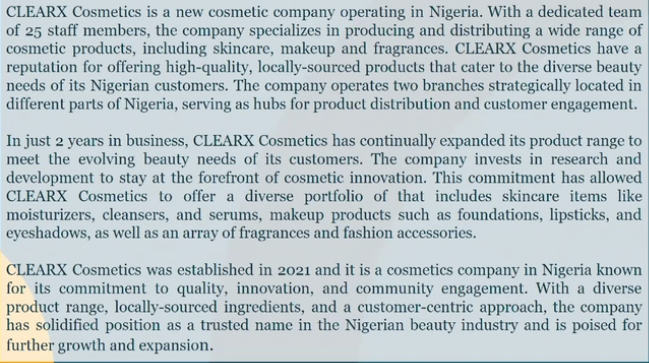 CLEARX Cosmetics is a new cosmetic company operating in Nigeria. With a dedicated team
of 25 staff members, the company specializes in producing and distributing a wide range of
cosmetic products, including skincare, makeup and fragrances. CLEARX Cosmetics have a
reputation for offering high-quality, locally-sourced products that cater to the diverse beauty
needs of its Nigerian customers. The company operates two branches strategically located in
different parts of Nigeria, serving as hubs for product distribution and customer engagement.
In just 2 years in business, CLEARX Cosmetics has continually expanded its product range to
meet the evolving beauty needs of its customers. The company invests in research and
development to stay at the forefront of cosmetic innovation. This commitment has allowed
CLEARX Cosmetics to offer a diverse portfolio of that includes skincare items like
moisturizers, cleansers, and serums, makeup products such as foundations, lipsticks, and
eyeshadows, as well as an array of fragrances and fashion accessories.
CLEARX Cosmetics was established in 2021 and it is a cosmetics company in Nigeria known
for its commitment to quality, innovation, and community engagement. With a diverse
product range, locally-sourced ingredients, and a customer-centric approach, the company
has solidified position as a trusted name in the Nigerian beauty industry and is poised for
further growth and expansion.